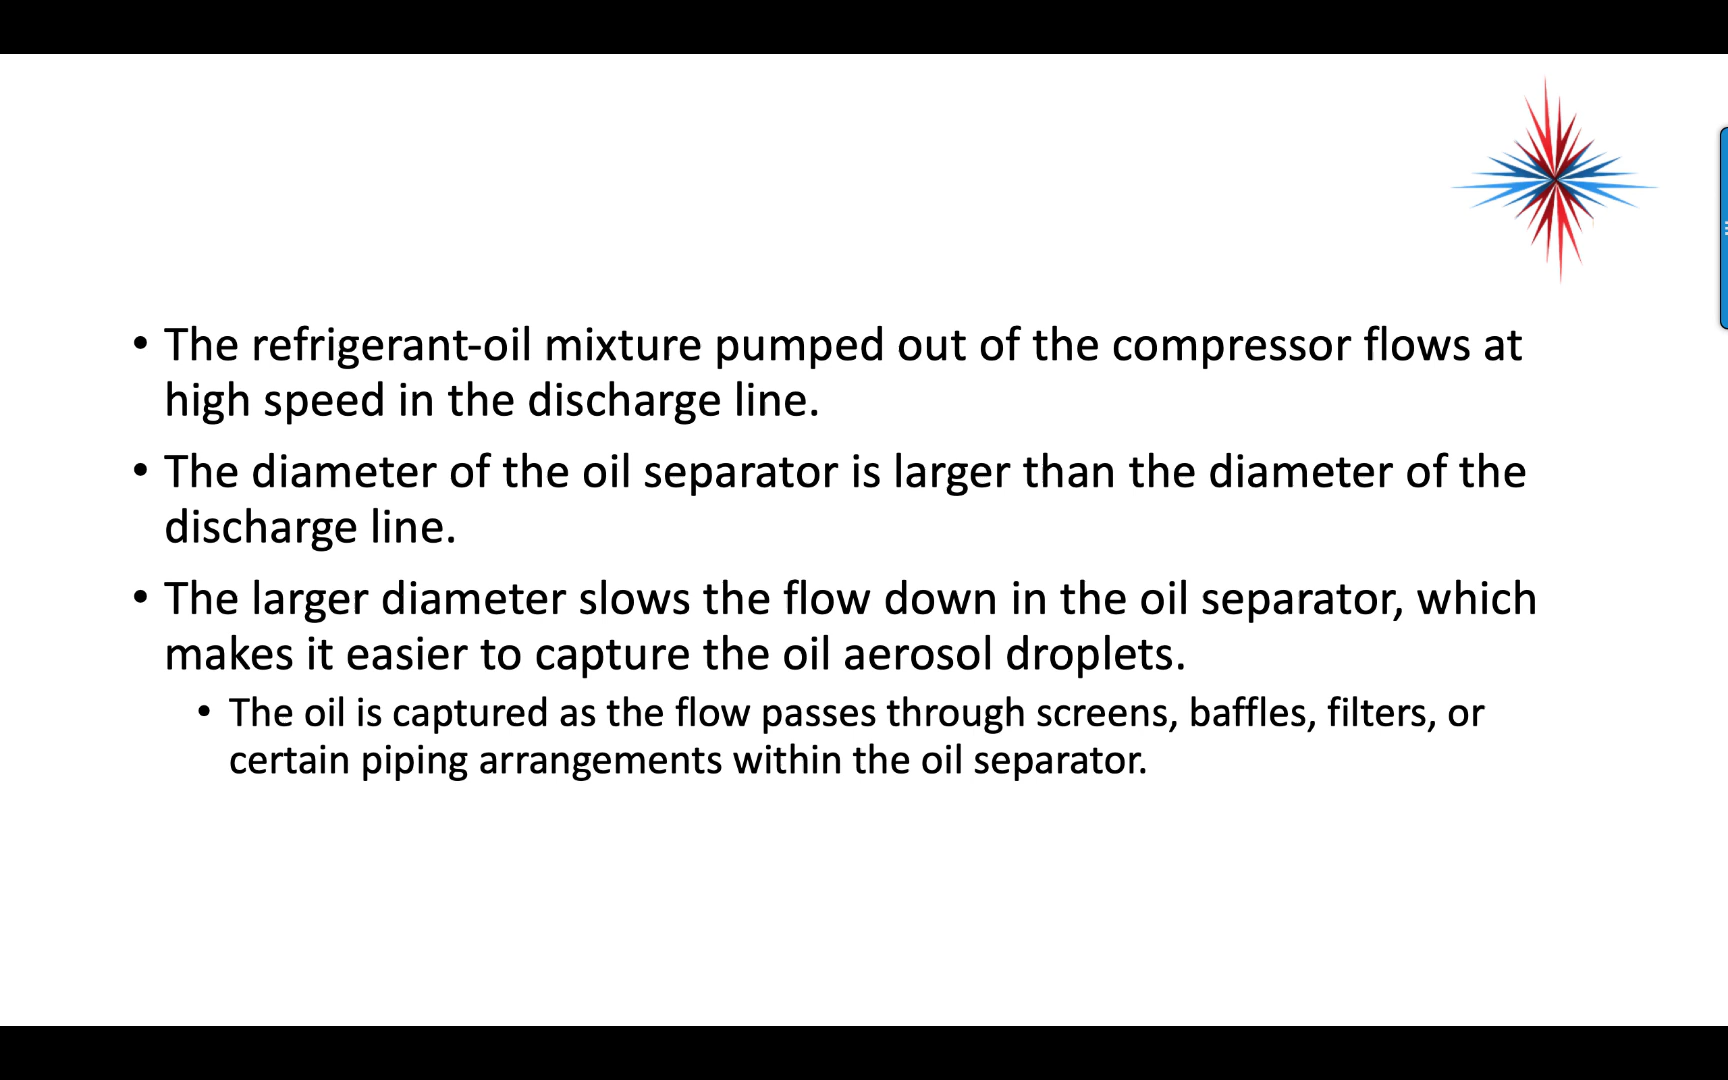 • The refrigerant-oil mixture pumped out of the compressor flows at
high speed in the discharge line.
• The diameter of the oil separator is larger than the diameter of the
discharge line.
• The larger diameter slows the flow down in the oil separator, which
makes it easier to capture the oil aerosol droplets.
• The oil is captured as the flow passes through screens, baffles, filters, or
certain piping arrangements within the oil separator.